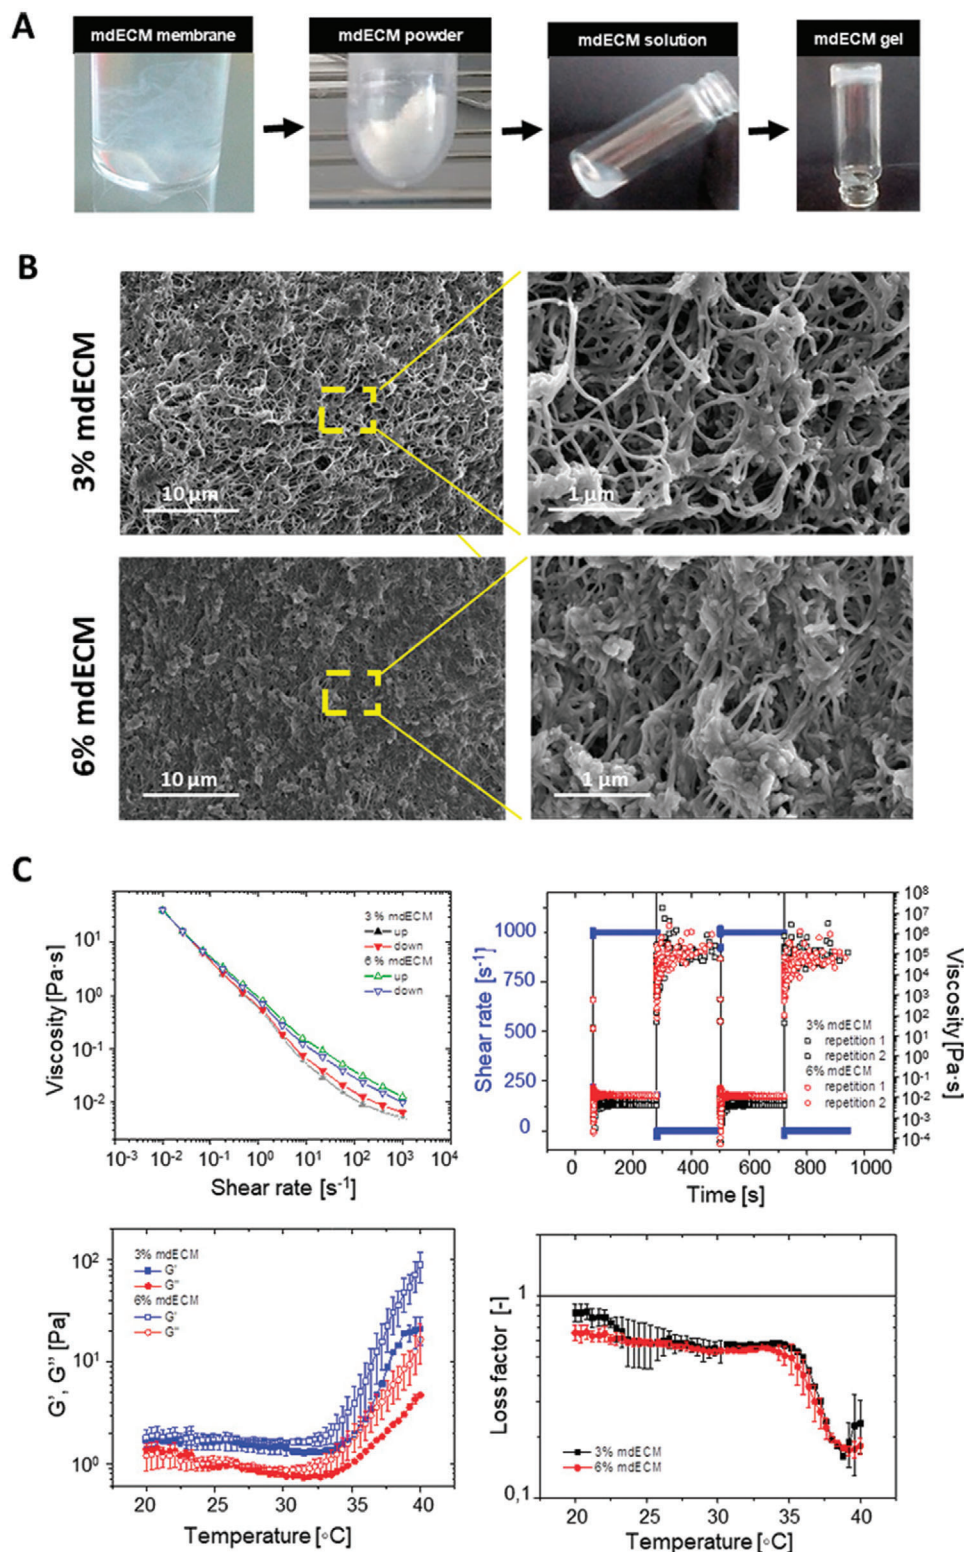 A
mdECM membrane
mdECM powder
mdECM solution
mdECM gel
B
3% mdECM
10 μm
1 μm
6% mdECM
10 μm
1 μm
C
Viscosity [Pa·s]
10¹
10⁰
10⁻¹
10⁻²
3 % mdECM
up
down
6 % mdECM
up
down
10⁻³ 10⁻² 10⁻¹ 10⁰ 10¹ 10² 10³ 10⁴
Shear rate [s⁻¹]
Shear rate [s⁻¹]
1000
750
500
250
0
10⁸
10⁷
10⁶
10⁵
10⁴
10³
10²
10¹
10⁰
10⁻¹
10⁻²
10⁻³
10⁻⁴
Viscosity [Pa·s]
3% mdECM
repetition 1
repetition 2
6% mdECM
repetition 1
repetition 2
0 200 400 600 800 1000
Time [s]
G', G'' [Pa]
10²
10¹
10⁰
3% mdECM
G'
G''
6% mdECM
G'
G''
20 25 30 35 40
Temperature [◦C]
Loss factor [-]
1
0,1
3% mdECM
6% mdECM
20 25 30 35 40
Temperature [◦C]